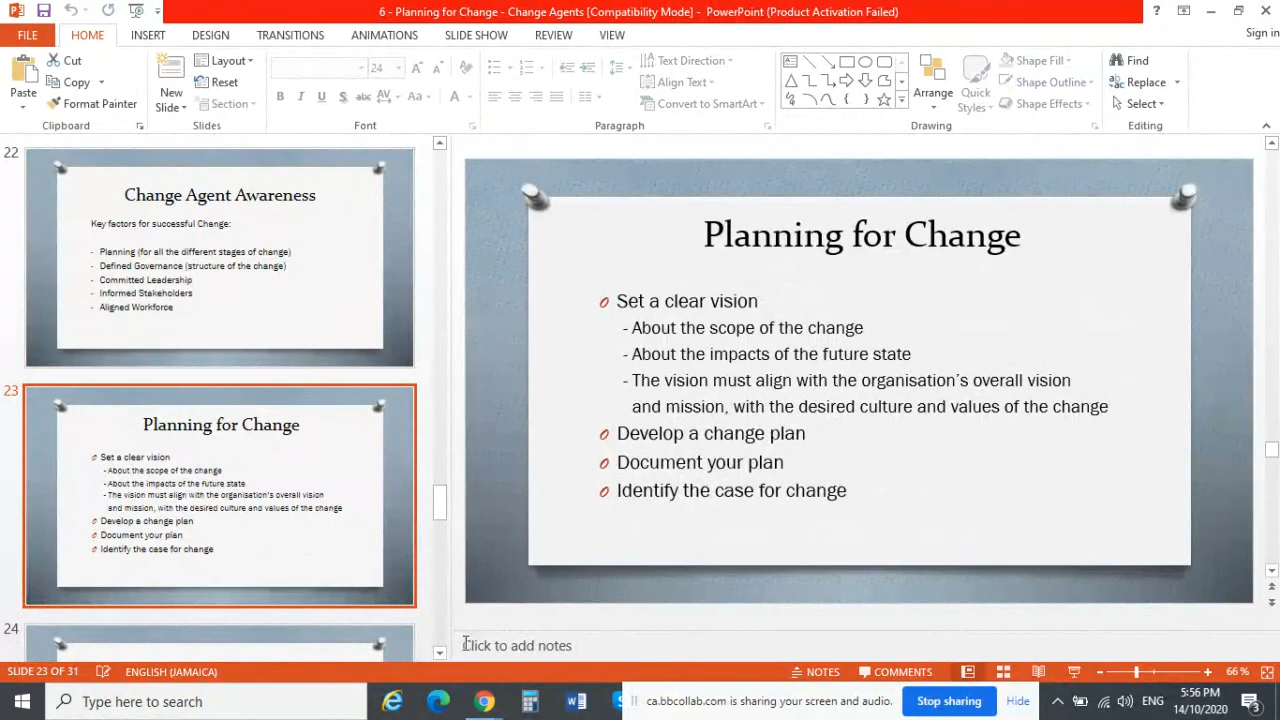 6 - Planning for Change - Change Agents [Compatibility Mode] - PowerPoint (Product Activation Failed)
FILE HOME INSERT DESIGN TRANSITIONS ANIMATIONS SLIDE SHOW REVIEW VIEW Sign in
Paste
Cut
Copy
Format Painter
Clipboard
New Slide
Layout
Reset
Section
Slides
24
Font
Text Direction
Align Text
Convert to SmartArt
Paragraph
Arrange
Quick Styles
Shape Fill
Shape Outline
Shape Effects
Drawing
Find
Replace
Select
Editing
22
Change Agent Awareness
Key factors for successful Change:
- Planning (for all the different stages of change)
- Defined Governance (structure of the change)
- Committed Leadership
- Informed Stakeholders
- Aligned Workforce
23
Planning for Change
Set a clear vision
- About the scope of the change
- About the impacts of the future state
- The vision must align with the organisation's overall vision
and mission, with the desired culture and values of the change
Develop a change plan
Document your plan
Identify the case for change
24
Planning for Change
Set a clear vision
- About the scope of the change
- About the impacts of the future state
- The vision must align with the organisation's overall vision
and mission, with the desired culture and values of the change
Develop a change plan
Document your plan
Identify the case for change
Click to add notes
SLIDE 23 OF 31 ENGLISH (JAMAICA) NOTES COMMENTS 66 %
Type here to search
ca.bbcollab.com is sharing your screen and audio. Stop sharing Hide
ENG
5:56 PM
14/10/2020
3